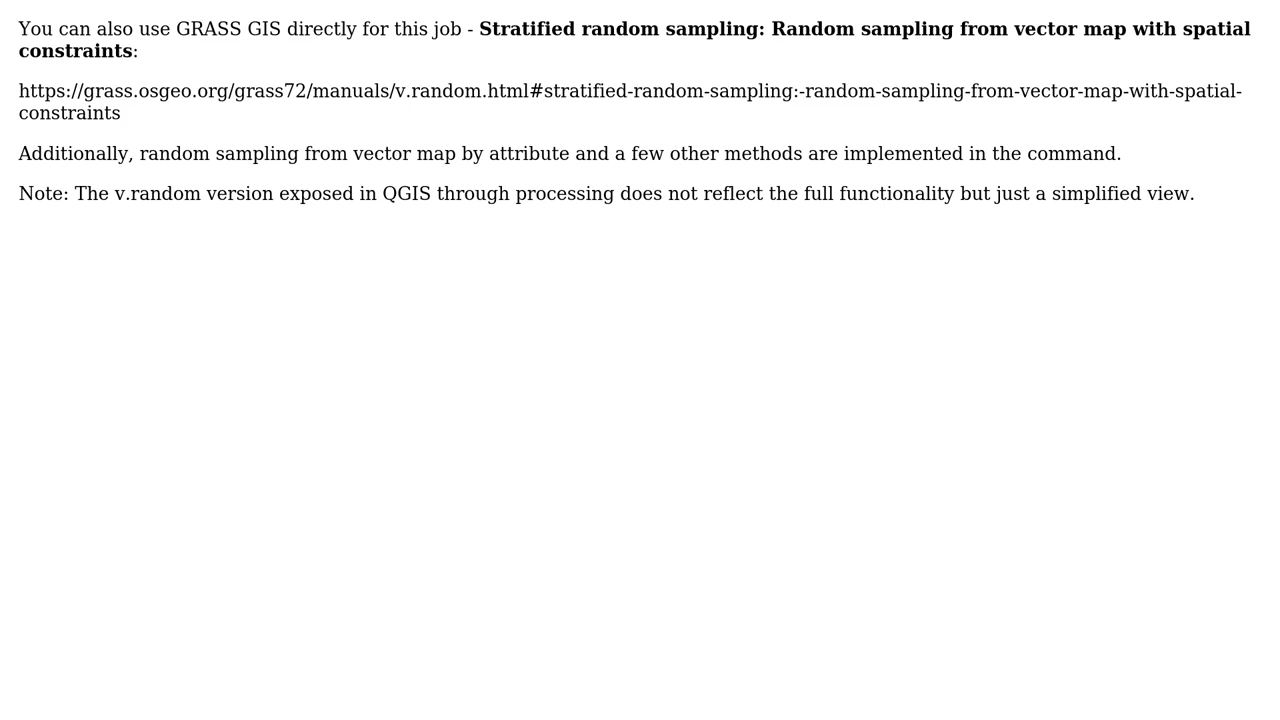 You can also use GRASS GIS directly for this job - Stratified random sampling: Random sampling from vector map with spatial
constraints:
https://grass.osgeo.org/grass72/manuals/v.random.html#stratified-random-sampling:-random-sampling-from-vector-map-with-spatial-
constraints
Additionally, random sampling from vector map by attribute and a few other methods are implemented in the command.
Note: The v.random version exposed in QGIS through processing does not reflect the full functionality but just a simplified view.